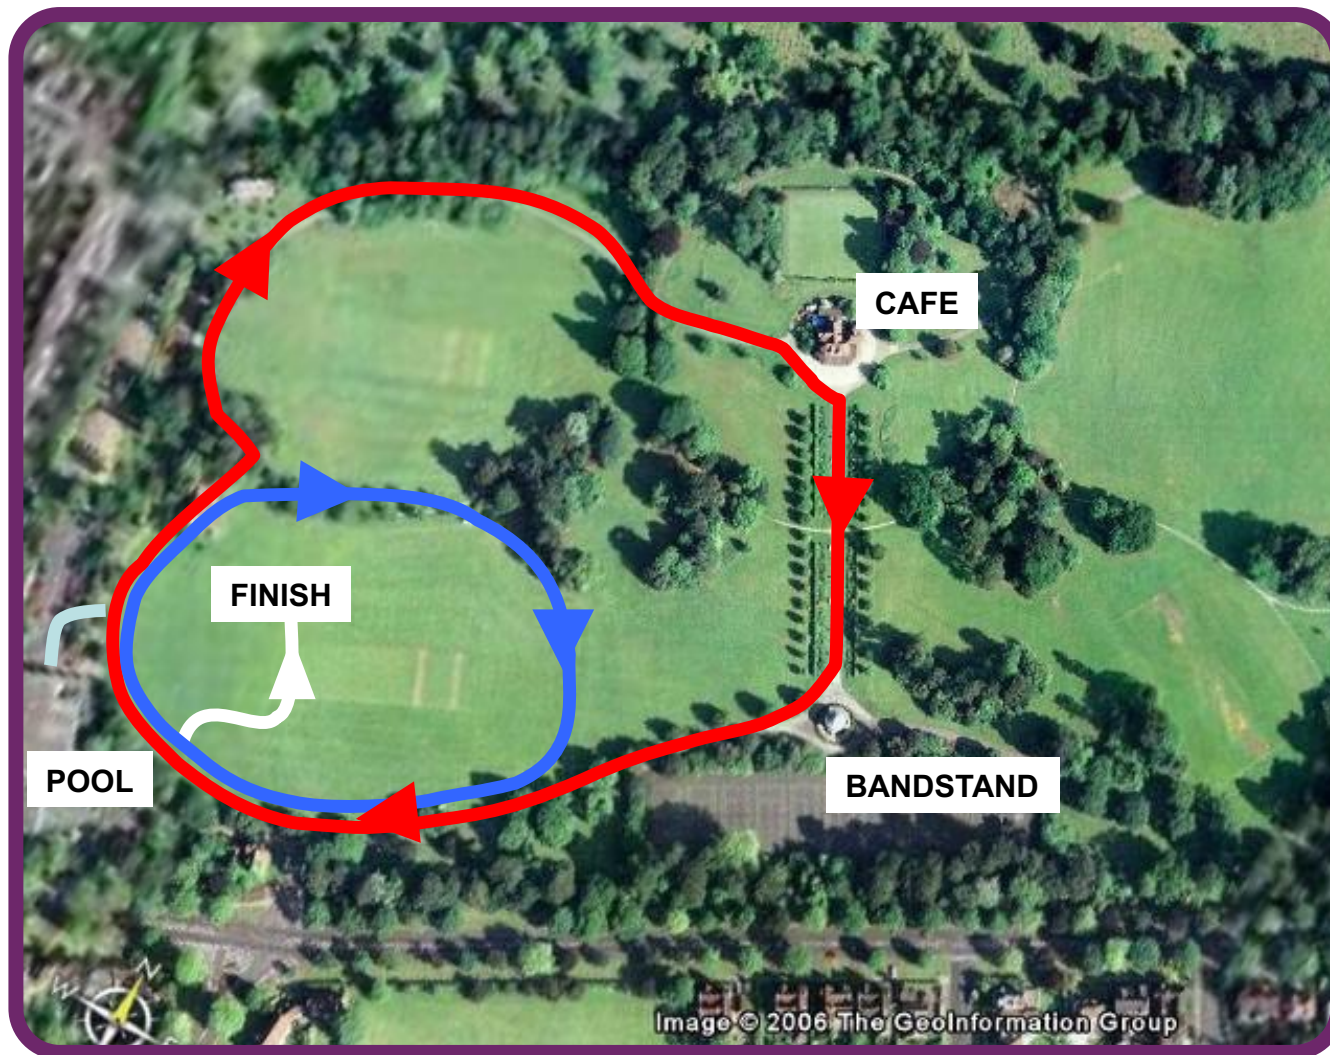 CAFE
FINISH
POOL
BANDSTAND
N
W
Image © 2006 The GeoInformation Group